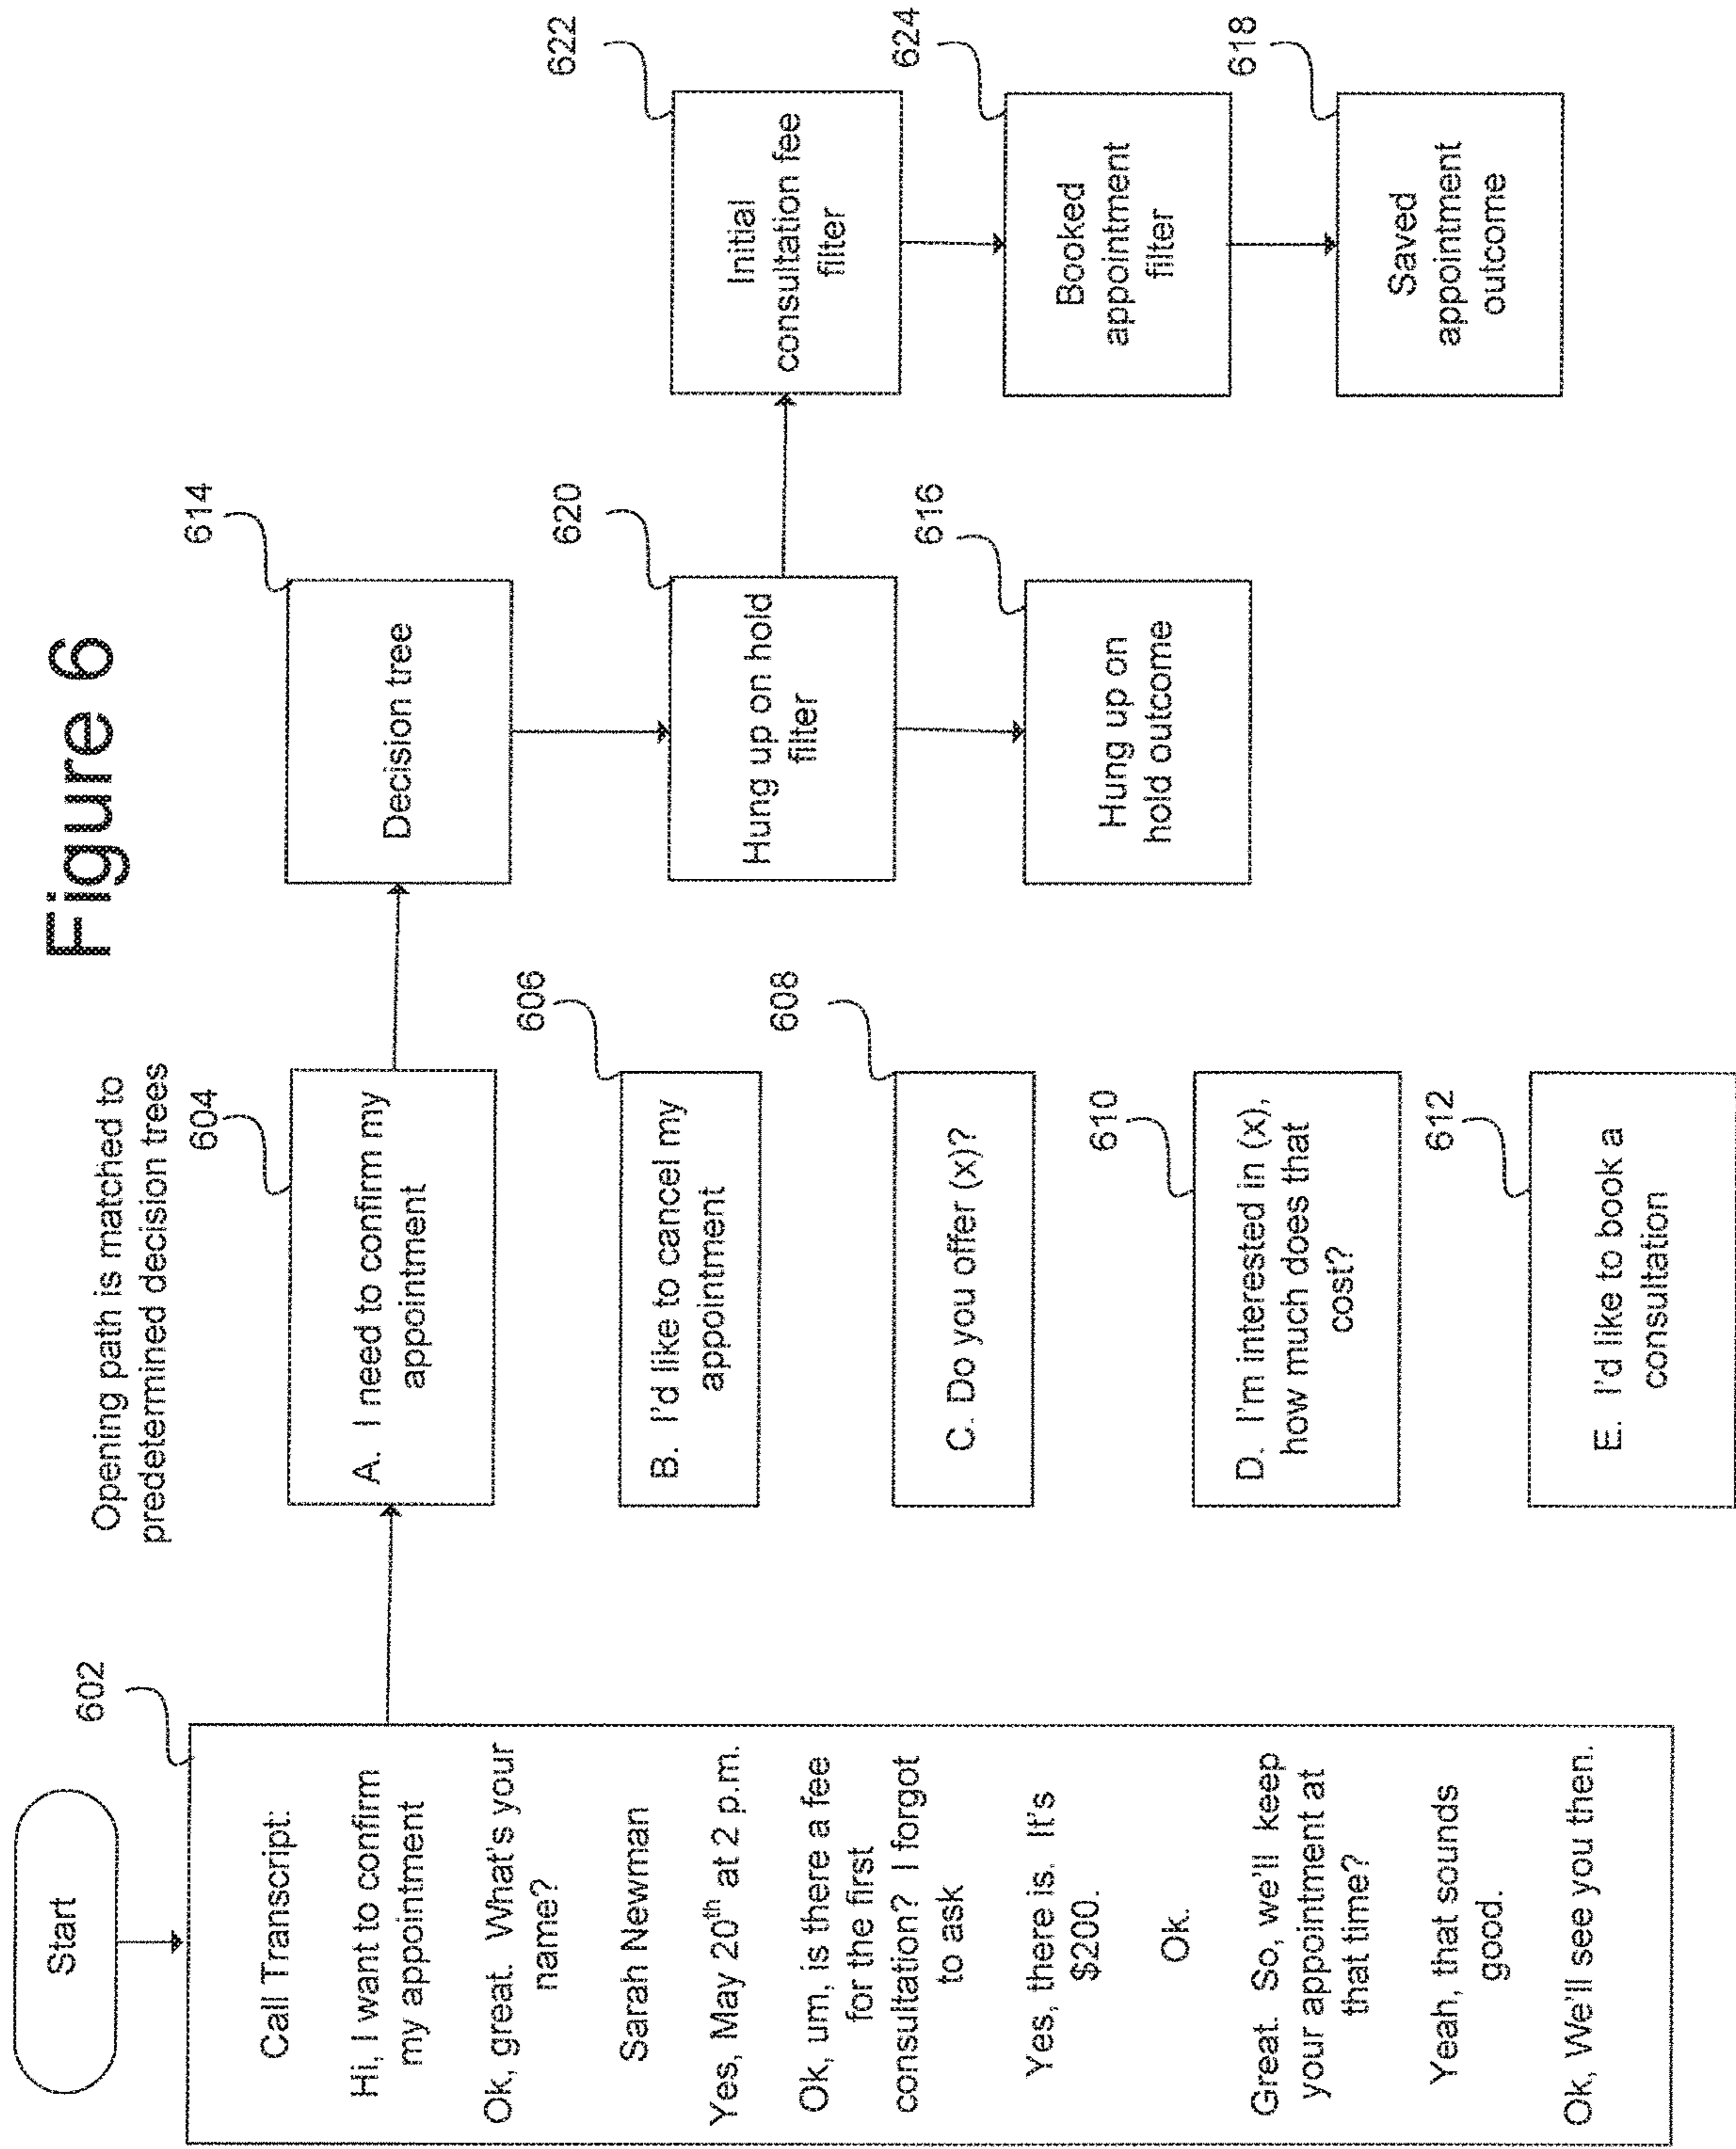 Figure 6
Start
602
Call Transcript:
Hi, I want to confirm
my appointment
Ok, great. What's your
name?
Sarah Newman
Yes, May 20th at 2 p.m.
Ok, um, is there a fee
for the first
consultation? I forgot
to ask
Yes, there is. It's
$200.
Ok.
Great. So, we'll keep
your appointment at
that time?
Yeah, that sounds
good.
Ok, We'll see you then.
Opening path is matched to
predetermined decision trees
604
A. I need to confirm my
appointment
606
B. I'd like to cancel my
appointment
608
C. Do you offer (x)?
610
D. I'm interested in (x),
how much does that
cost?
612
E. I'd like to book a
consultation
614
Decision tree
620
Hung up on hold
filter
616
Hung up on
hold outcome
622
Initial
consultation fee
filter
624
Booked
appointment
filter
618
Saved
appointment
outcome